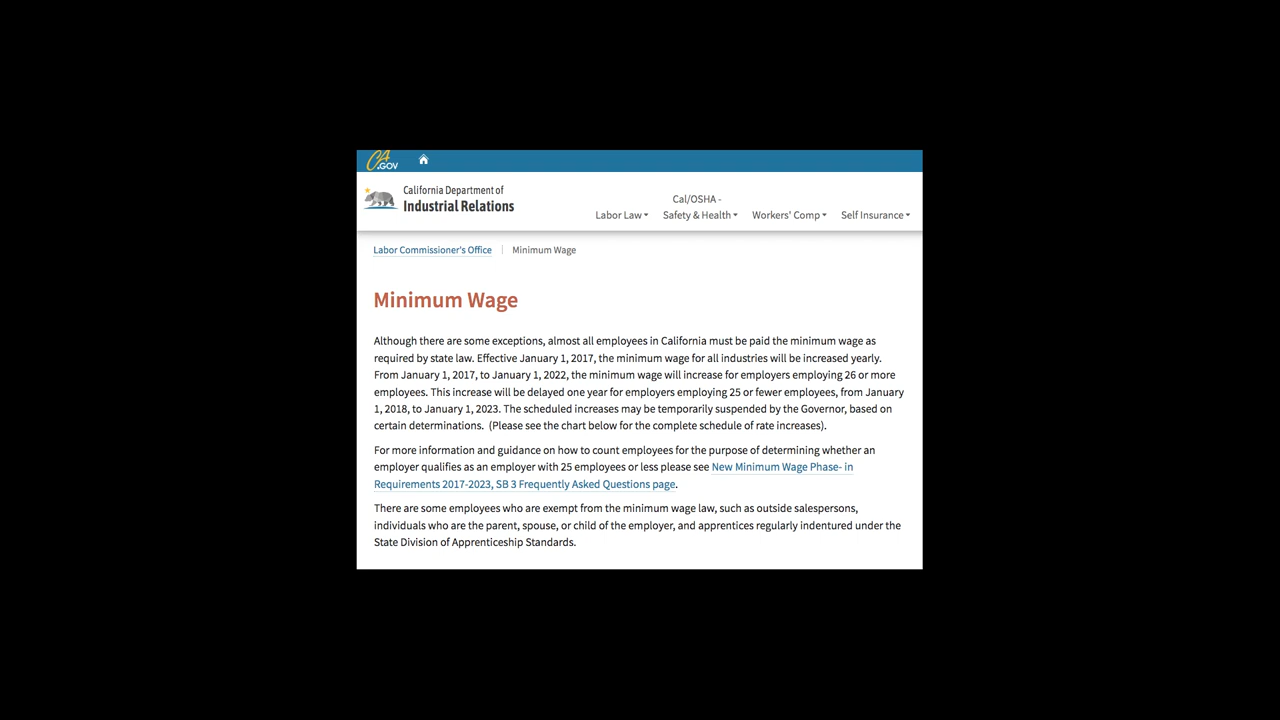 CA.GOV
California Department of
Industrial Relations
Cal/OSHA -
Labor Law Safety & Health Workers' Comp Self Insurance
Labor Commissioner's Office Minimum Wage
Minimum Wage
Although there are some exceptions, almost all employees in California must be paid the minimum wage as
required by state law. Effective January 1, 2017, the minimum wage for all industries will be increased yearly.
From January 1, 2017, to January 1, 2022, the minimum wage will increase for employers employing 26 or more
employees. This increase will be delayed one year for employers employing 25 or fewer employees, from January
1, 2018, to January 1, 2023. The scheduled increases may be temporarily suspended by the Governor, based on
certain determinations. (Please see the chart below for the complete schedule of rate increases).
For more information and guidance on how to count employees for the purpose of determining whether an
employer qualifies as an employer with 25 employees or less please see New Minimum Wage Phase- in
Requirements 2017-2023, SB 3 Frequently Asked Questions page.
There are some employees who are exempt from the minimum wage law, such as outside salespersons,
individuals who are the parent, spouse, or child of the employer, and apprentices regularly indentured under the
State Division of Apprenticeship Standards.